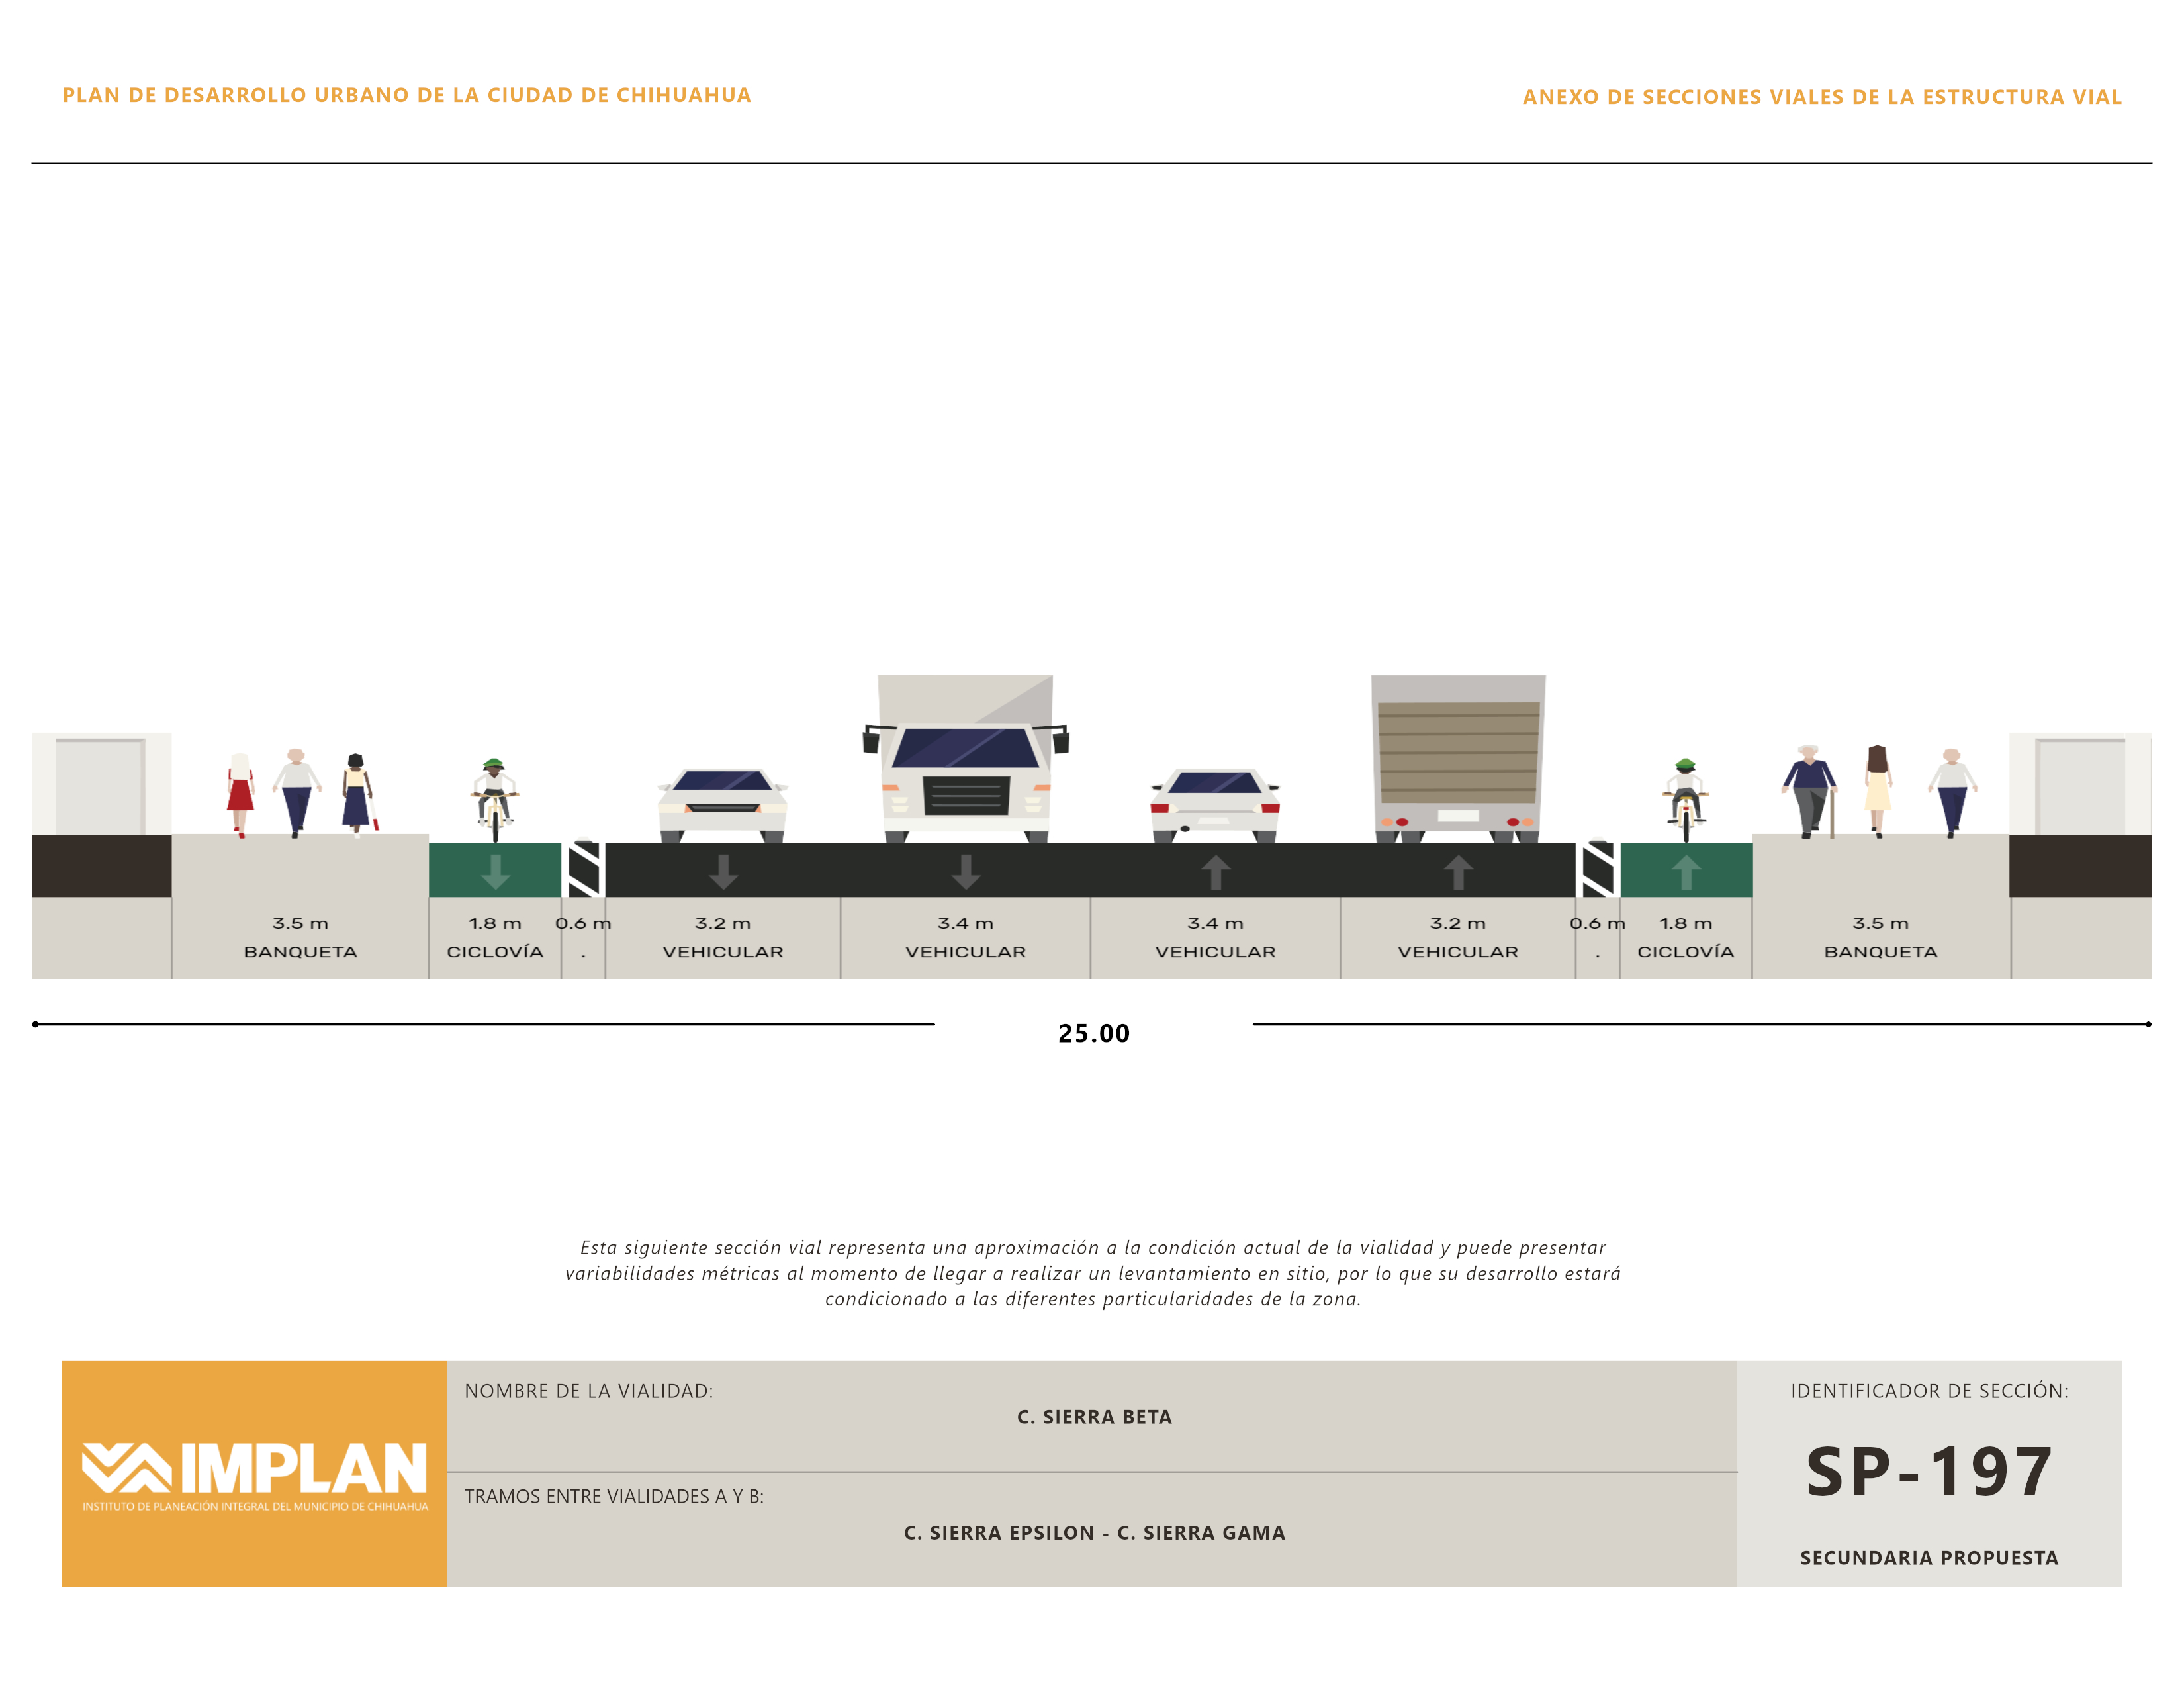 PLAN DE DESARROLLO URBANO DE LA CIUDAD DE CHIHUAHUA
ANEXO DE SECCIONES VIALES DE LA ESTRUCTURA VIAL
3.5 m 1.8 m 0.6 m 3.2 m 3.4 m 3.4 m 3.2 m 0.6 m 1.8 m 3.5 m
BANQUETA CICLOVÍA . VEHICULAR VEHICULAR VEHICULAR VEHICULAR . CICLOVÍA BANQUETA
25.00
Esta siguiente sección vial representa una aproximación a la condición actual de la vialidad y puede presentar
variabilidades métricas al momento de llegar a realizar un levantamiento en sitio, por lo que su desarrollo estará
condicionado a las diferentes particularidades de la zona.
IMPLAN
INSTITUTO DE PLANEACIÓN INTEGRAL DEL MUNICIPIO DE CHIHUAHUA
NOMBRE DE LA VIALIDAD:
C. SIERRA BETA
TRAMOS ENTRE VIALIDADES A Y B:
C. SIERRA EPSILON - C. SIERRA GAMA
IDENTIFICADOR DE SECCIÓN:
SP-197
SECUNDARIA PROPUESTA